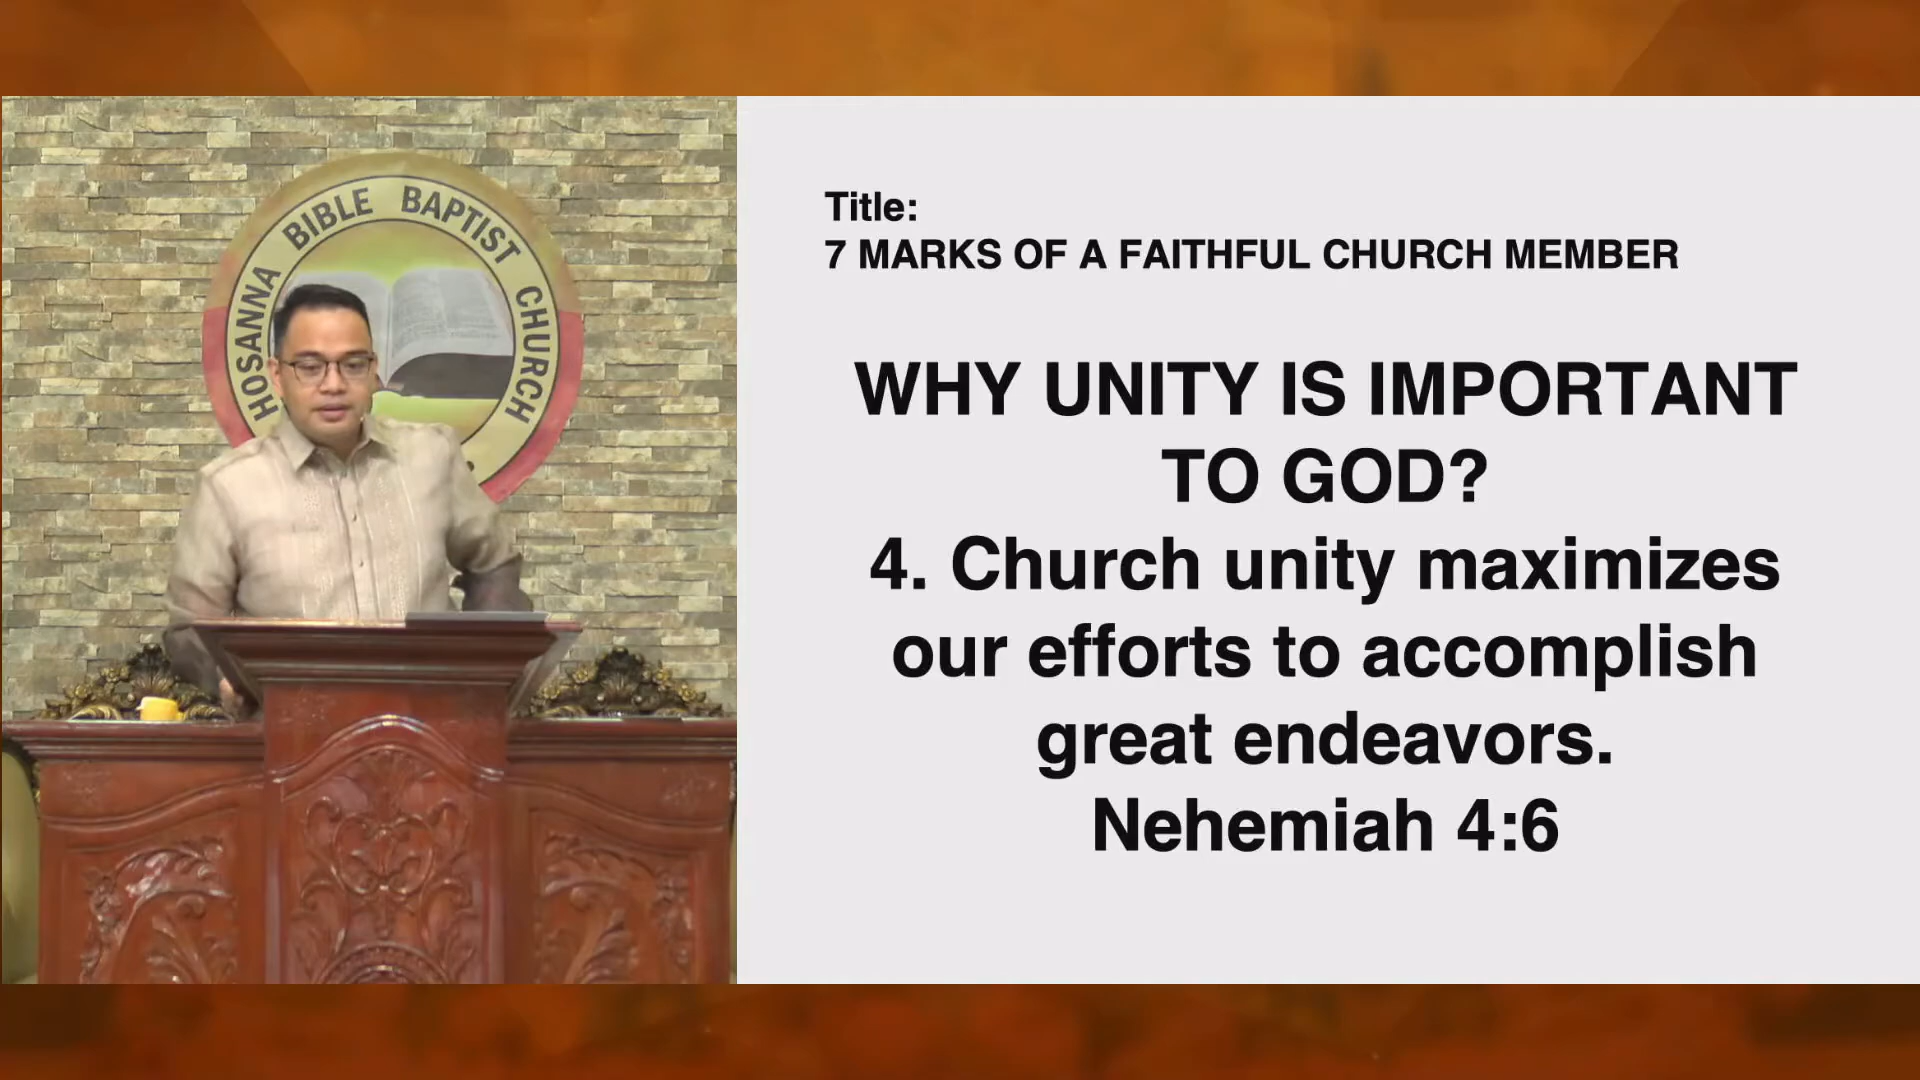 HOSANNA BIBLE BAPTIST CHURCH
Title:
7 MARKS OF A FAITHFUL CHURCH MEMBER
WHY UNITY IS IMPORTANT
TO GOD?
4. Church unity maximizes
our efforts to accomplish
great endeavors.
Nehemiah 4:6